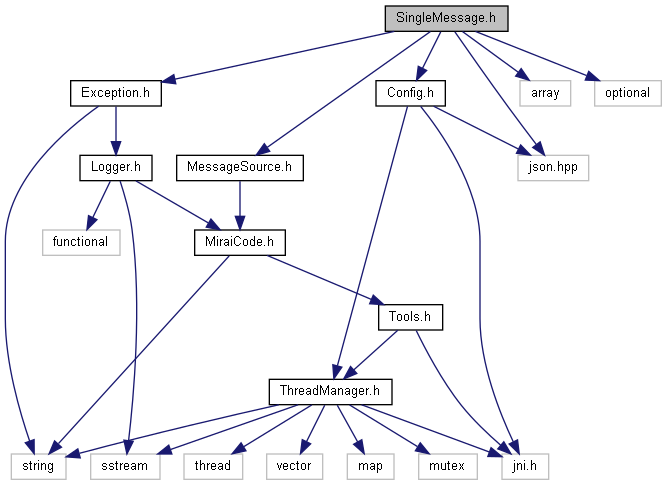 SingleMessage.h
Exception.h
Config.h
array
optional
Logger.h
MessageSource.h
json.hpp
functional
MiraiCode.h
Tools.h
ThreadManager.h
string
sstream
thread
vector
map
mutex
jni.h